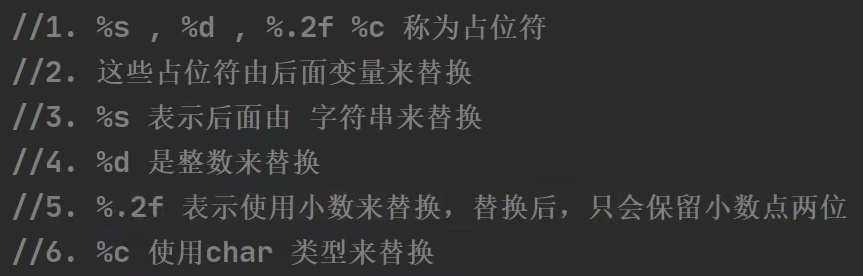 //1. %s , %d , %.2f %c 称为占位符
//2. 这些占位符由后面变量来替换
//3. %s 表示后面由 字符串来替换
//4. %d 是整数来替换
//5. %.2f 表示使用小数来替换，替换后，只会保留小数点两位
//6. %c 使用char 类型来替换